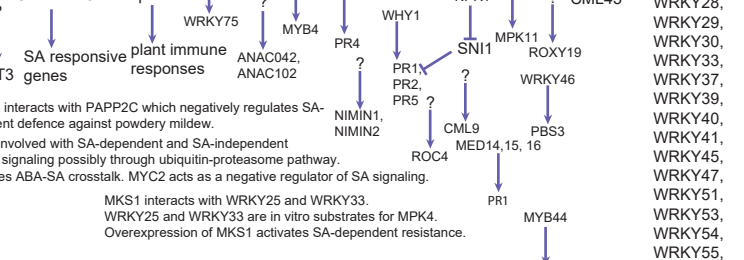 WRKY28,
WRKY75
?
MYB4
WHY1
WRKY29,
PR4
SNI1
MPK11
ROXY19
WRKY30,
SA responsive
genes
plant immune
responses
ANAC042,
ANAC102
?
PR1,
PR2,
PR5
?
WRKY46
WRKY33,
T3
WRKY37,
interacts with PAPP2C which negatively regulates SA-
ent defence against powdery mildew.
NIMIN1,
NIMIN2
?
CML9
PBS3
WRKY39,
WRKY40,
nvolved with SA-dependent and SA-independent
signaling possibly through ubiquitin-proteasome pathway.
ROC4
MED14,15, 16
WRKY41,
WRKY45,
es ABA-SA crosstalk. MYC2 acts as a negative regulator of SA signaling.
WRKY47,
MKS1 interacts with WRKY25 and WRKY33.
WRKY25 and WRKY33 are in vitro substrates for MPK4.
Overexpression of MKS1 activates SA-dependent resistance.
PR1
MYB44
WRKY51,
WRKY53,
WRKY54,
WRKY55,